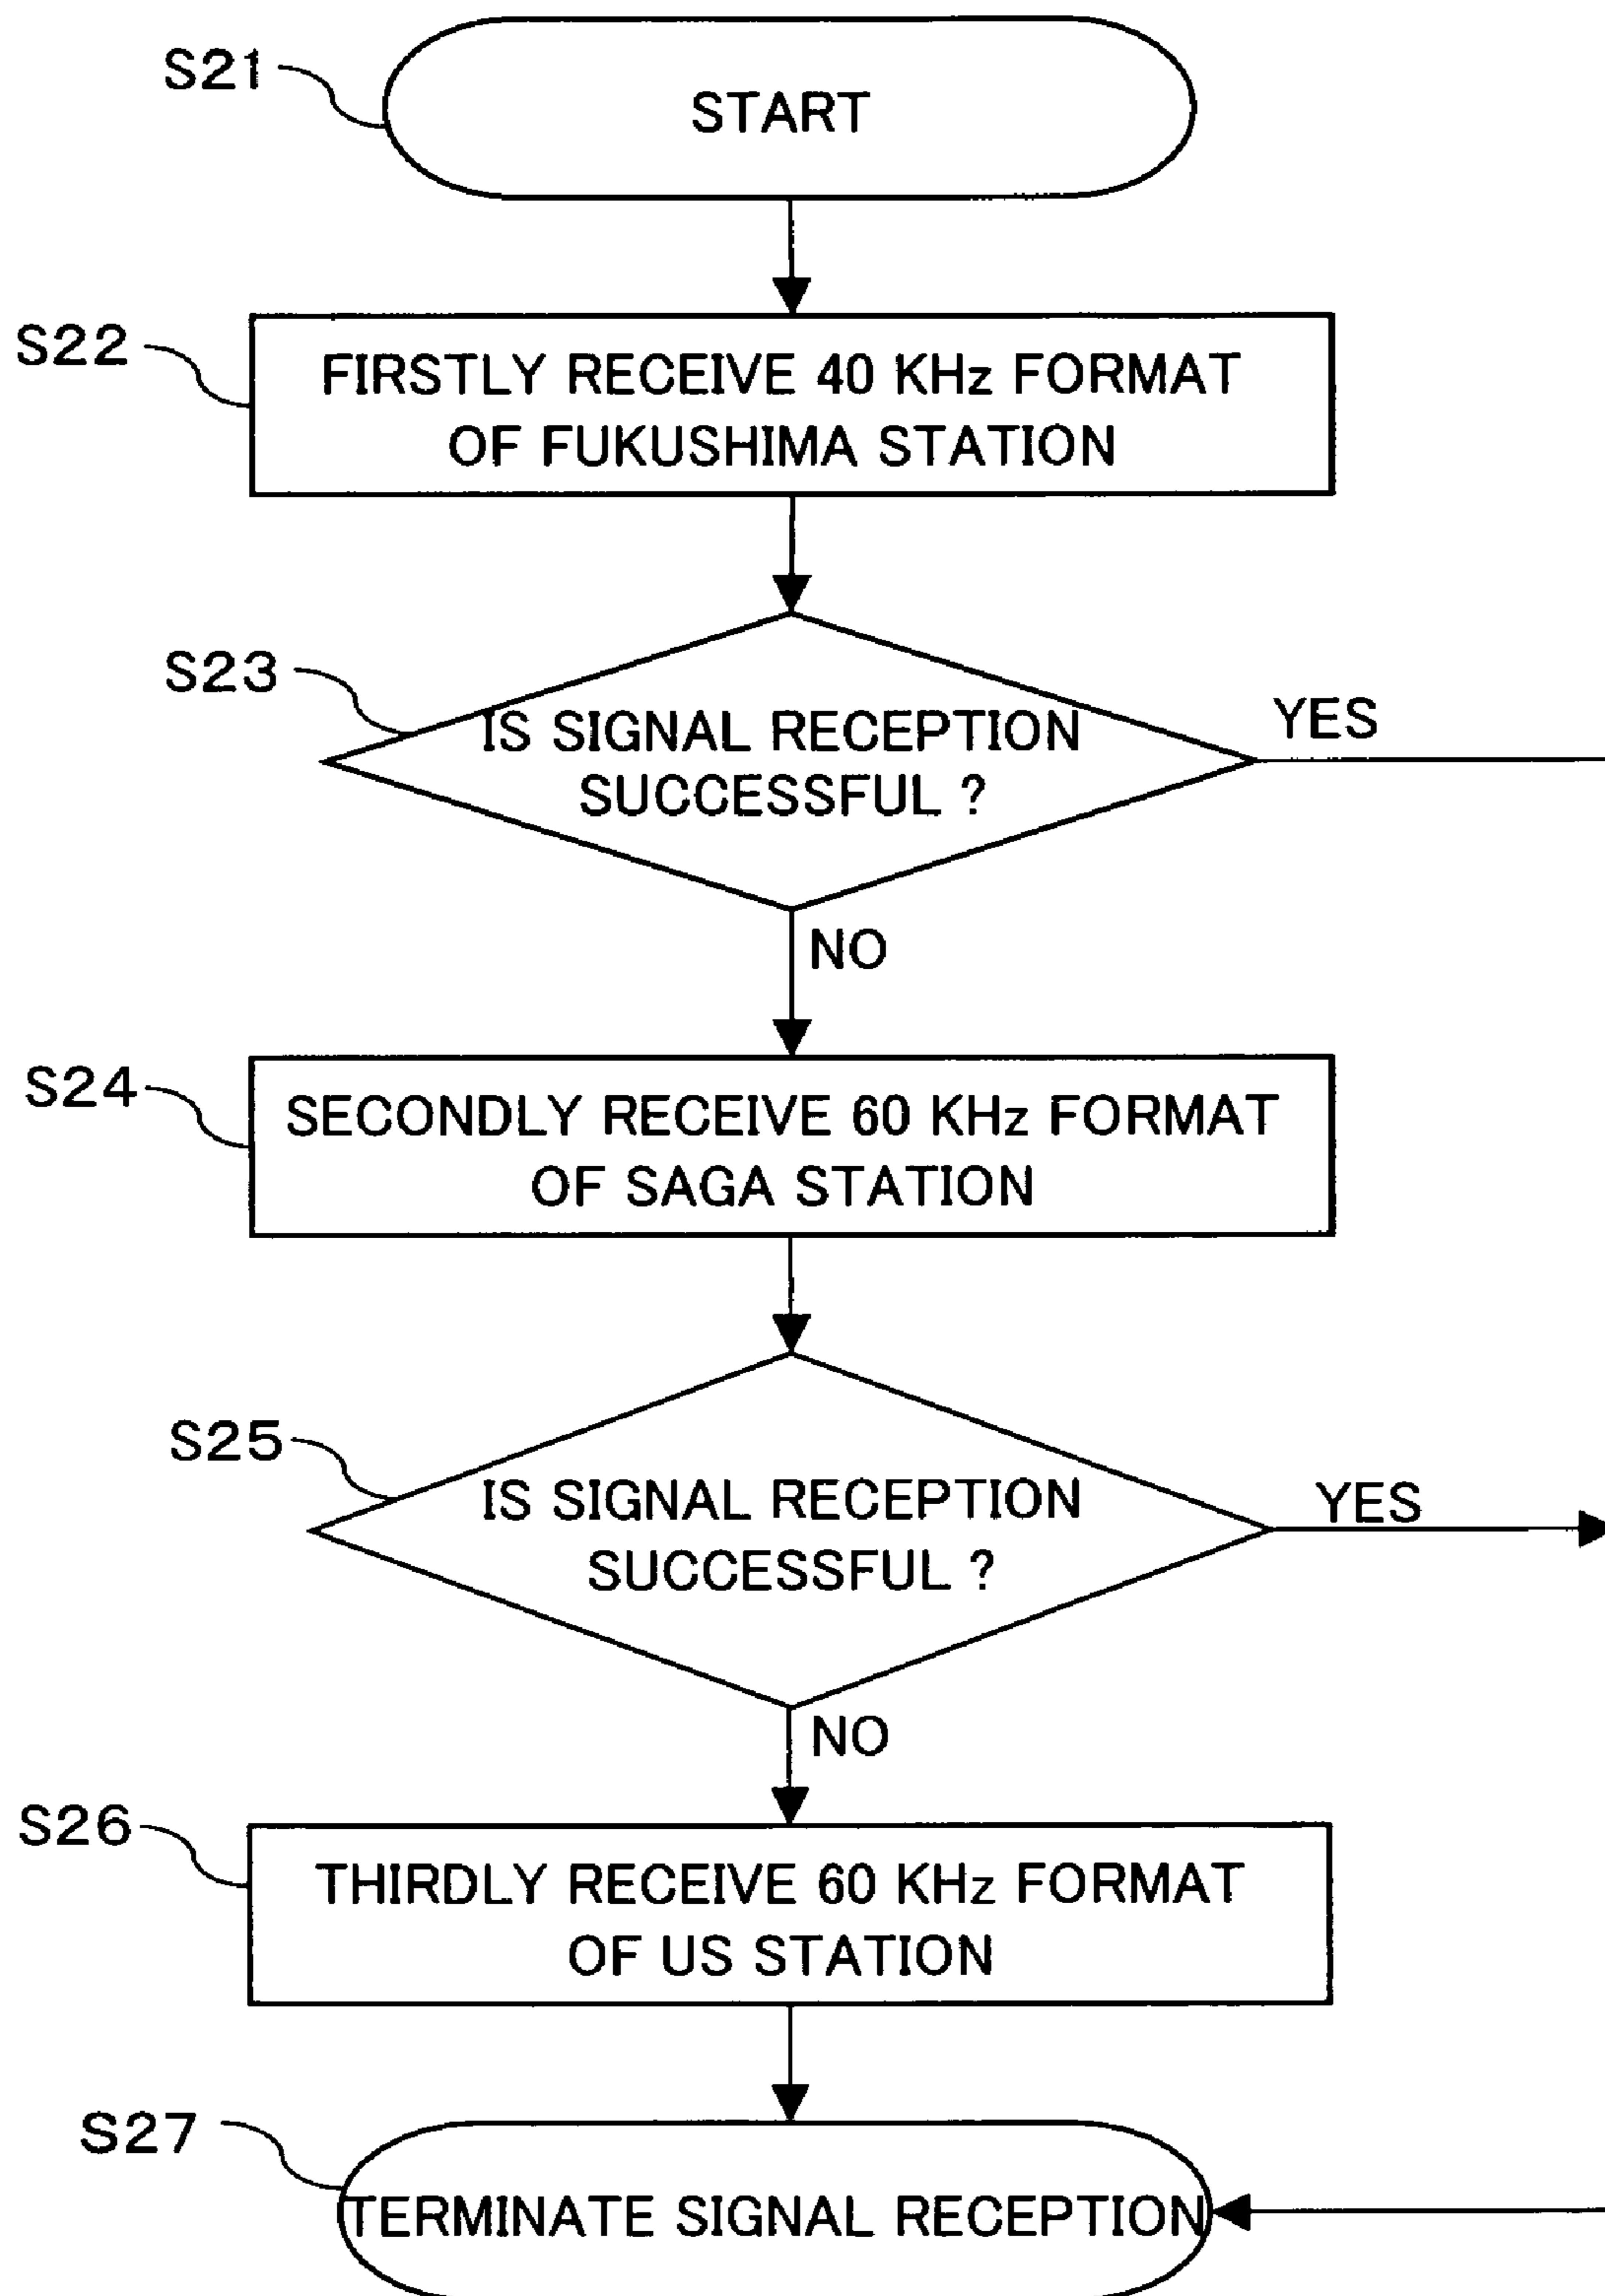 S21
START
S22
FIRSTLY RECEIVE 40 KHz FORMAT
OF FUKUSHIMA STATION
S23
IS SIGNAL RECEPTION
SUCCESSFUL ?
YES
NO
S24
SECONDLY RECEIVE 60 KHz FORMAT
OF SAGA STATION
S25
IS SIGNAL RECEPTION
SUCCESSFUL ?
YES
NO
S26
THIRDLY RECEIVE 60 KHz FORMAT
OF US STATION
S27
TERMINATE SIGNAL RECEPTION